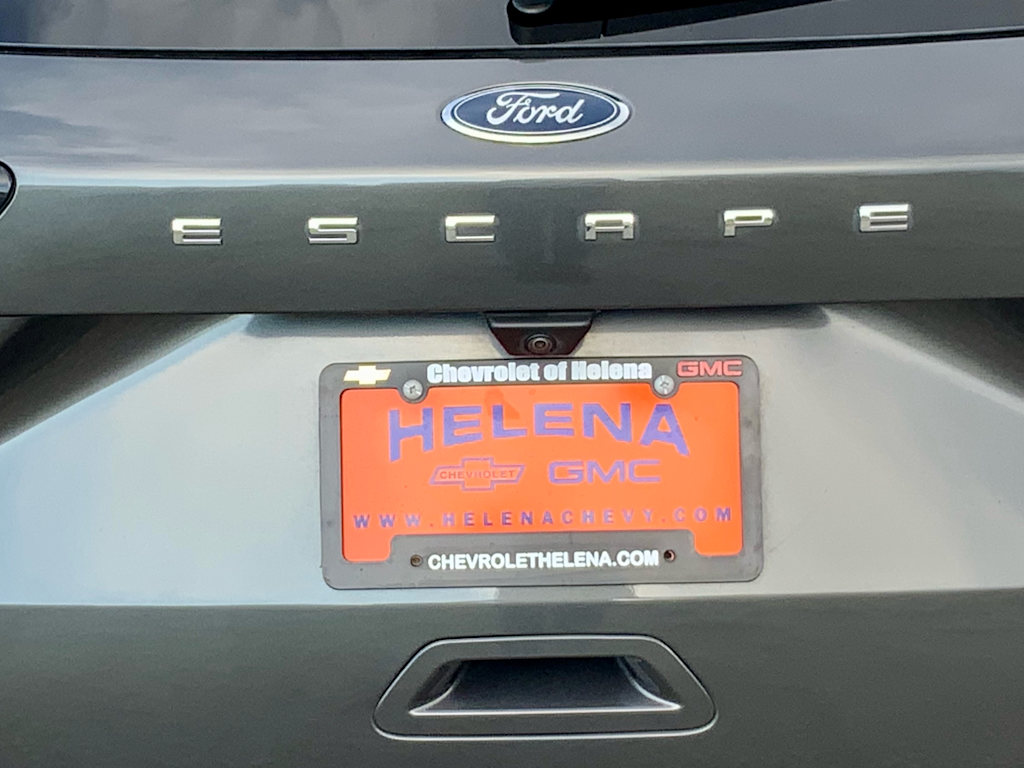 Ford
ESCAPE
Chevrolet of Helena GMC
HELENA
CHEVROLET GMC
WWW.HELENACHEVY.COM
CHEVROLETHELENA.COM